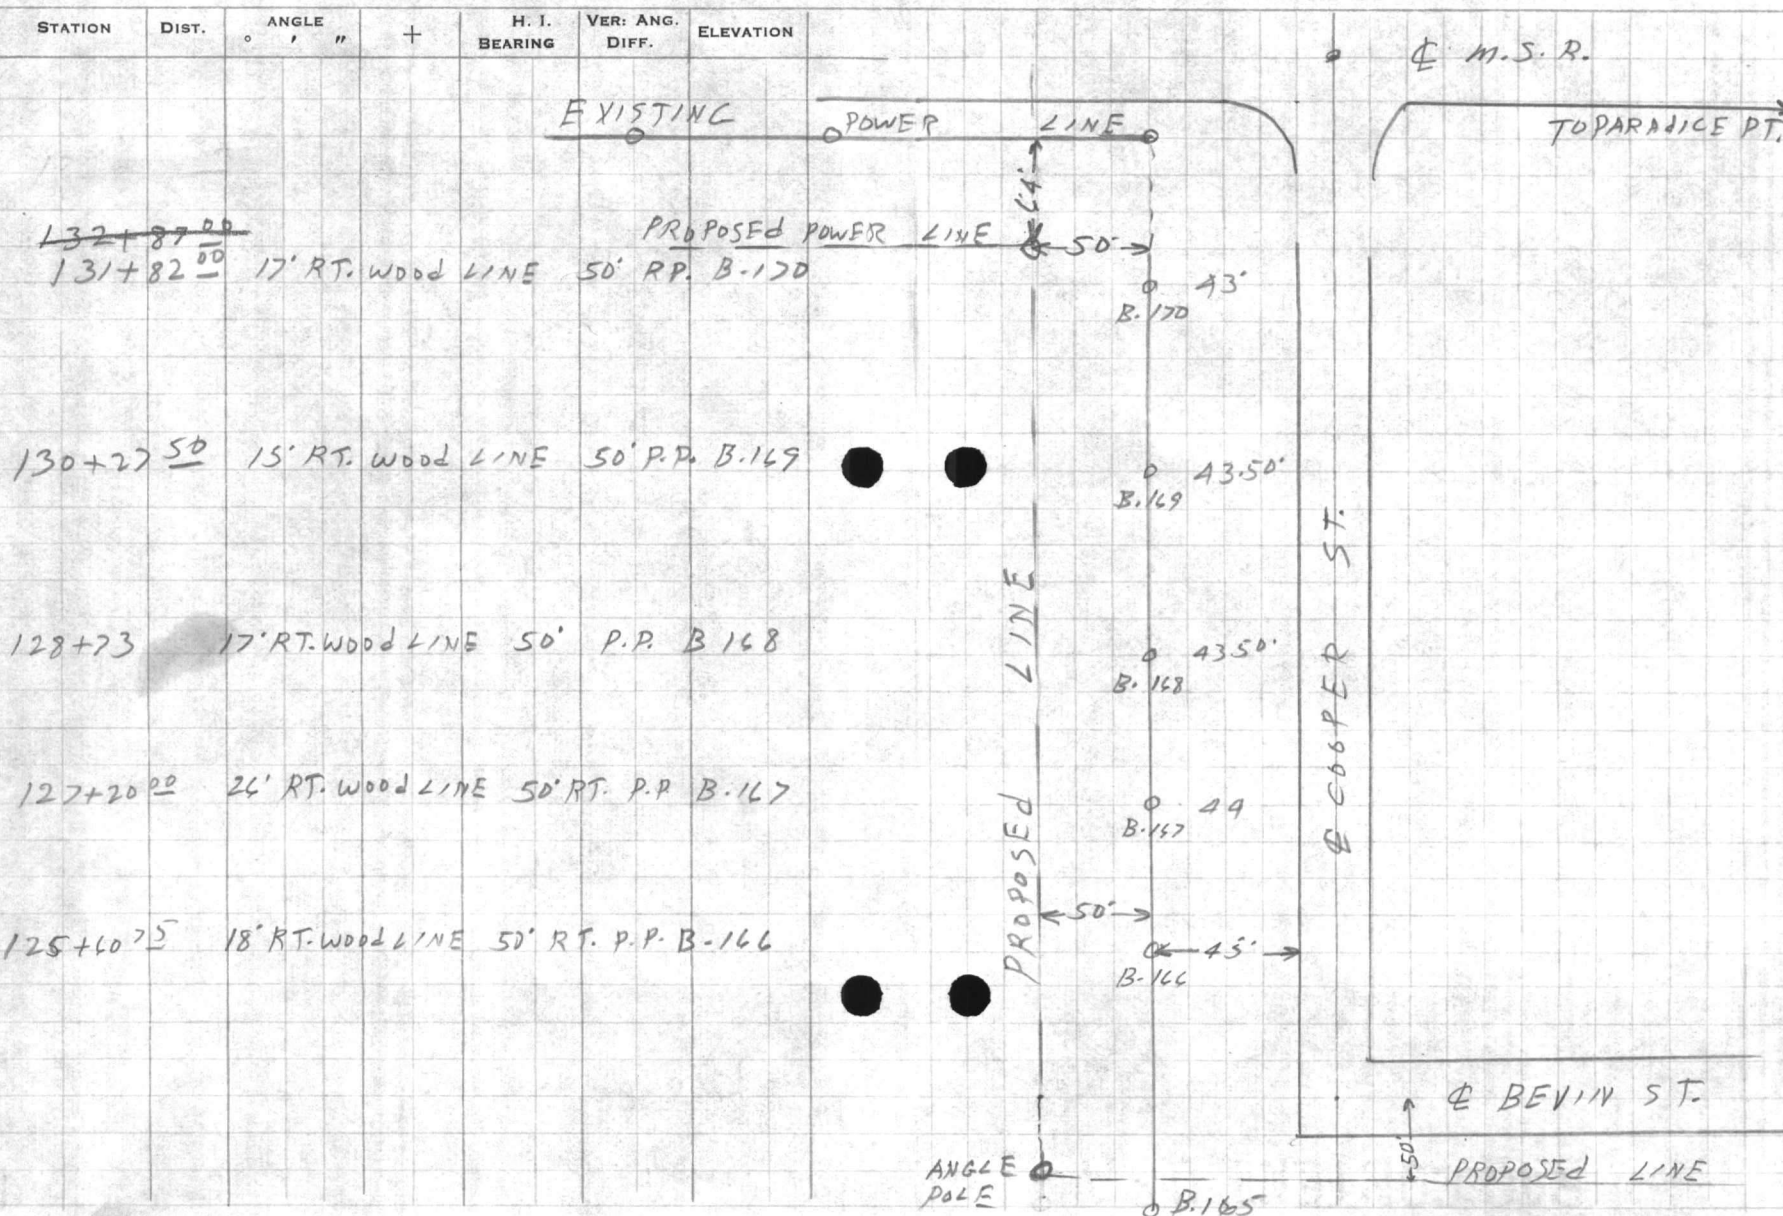 STATION DIST. ANGLE ° ' " + H. I. BEARING VER: ANG. DIFF. ELEVATION
℄ M.S.R.
EXISTING POWER LINE
TO PARADICE PT.
64'
132+87 00
PROPOSED POWER LINE
50'
131+82 00 17' RT. WOOD LINE 50' RP. B-170
43'
B.170
130+27 50 15' RT. WOOD LINE 50' P.P. B.169
43.50'
B.169
℄ COOPER ST.
PROPOSED LINE
128+73 17' RT. WOOD LINE 50' P.P. B 168
43.50'
B.168
127+20 00 26' RT. WOOD LINE 50' RT. P.P B.167
44
B.167
50'
125+60 75 18' RT. WOOD LINE 50' RT. P.P. B-166
45'
B-166
℄ BEVIN ST.
50'
ANGLE POLE
PROPOSED LINE
B.165